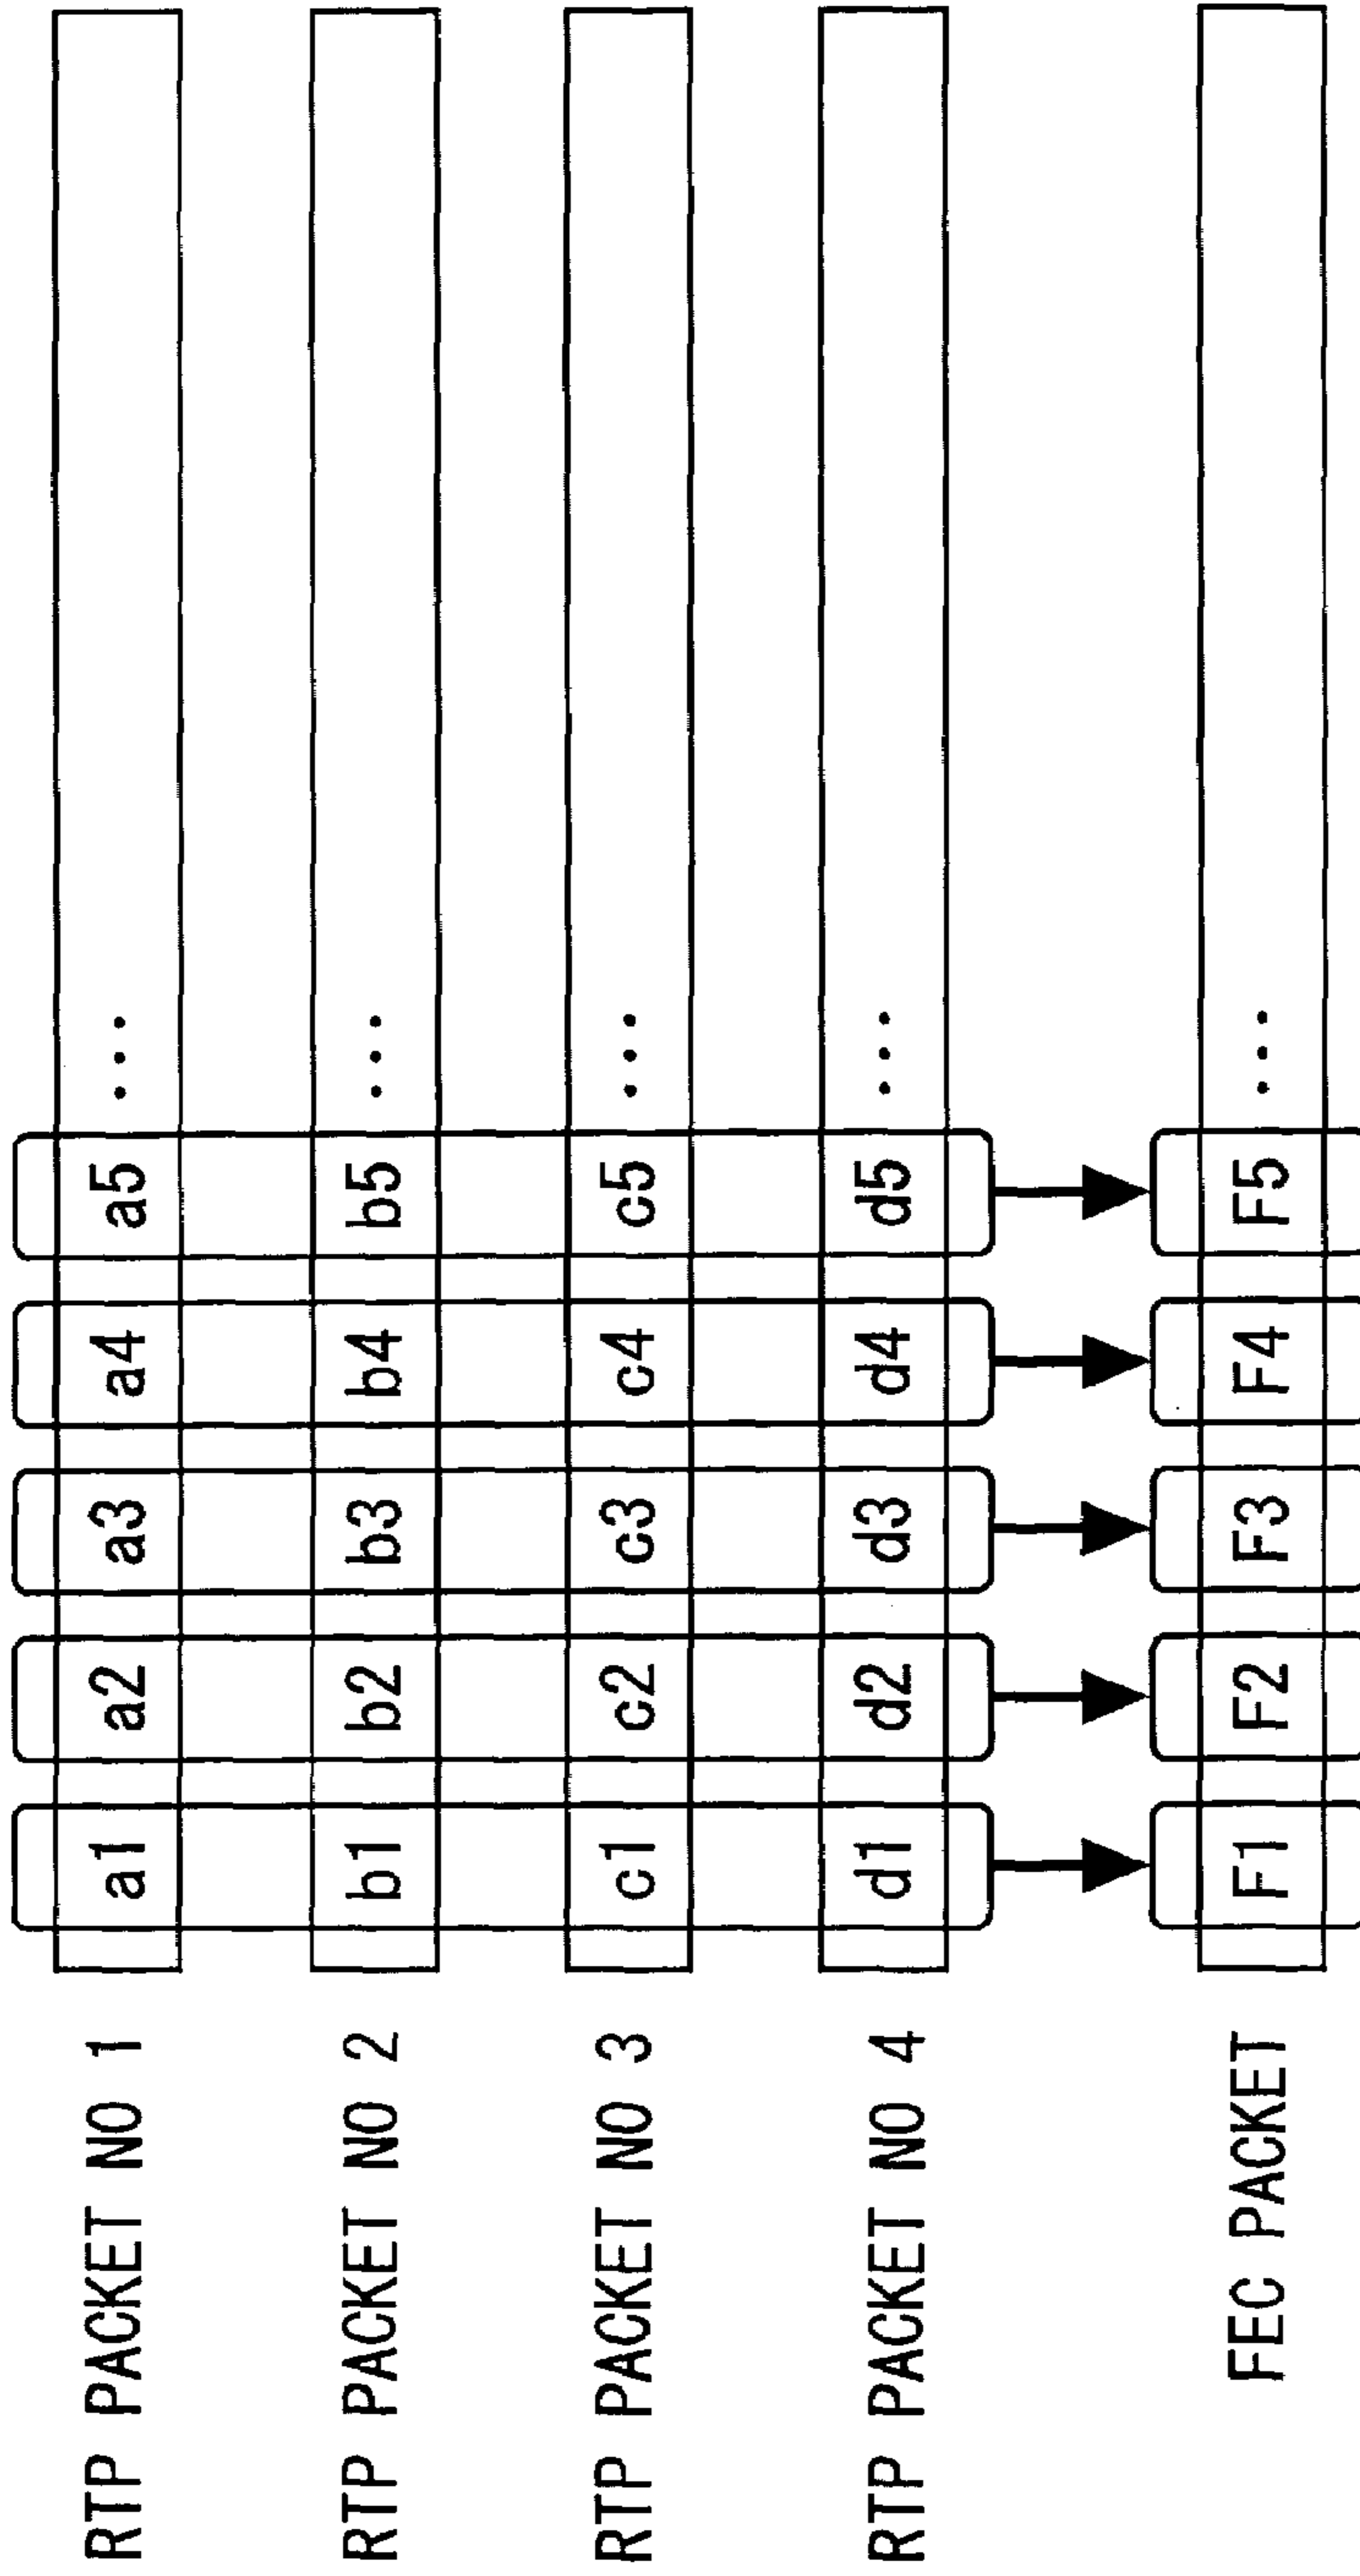 RTP PACKET NO 1 a1 a2 a3 a4 a5 ...
RTP PACKET NO 2 b1 b2 b3 b4 b5 ...
RTP PACKET NO 3 c1 c2 c3 c4 c5 ...
RTP PACKET NO 4 d1 d2 d3 d4 d5 ...
FEC PACKET F1 F2 F3 F4 F5 ...